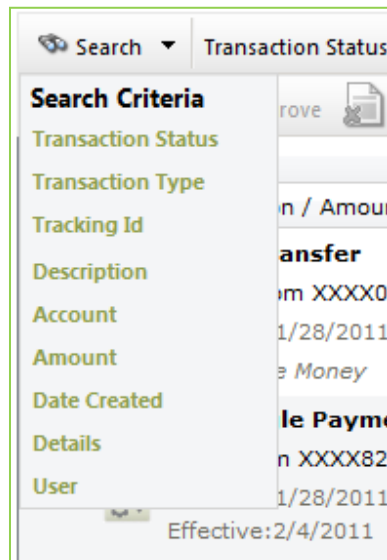 Search Transaction Status
Search Criteria
rove
Transaction Status
Transaction Type
n / Amour
Tracking Id
ansfer
Description
om XXXX0
Account
1/28/2011
Amount
e Money
Date Created
le Payme
Details
n XXXX82
User
1/28/2011
Effective:2/4/2011